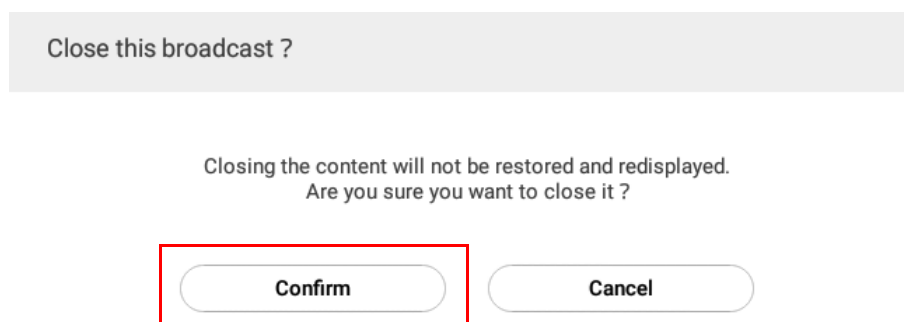 Close this broadcast ?
Closing the content will not be restored and redisplayed.
Are you sure you want to close it ?
Confirm
Cancel